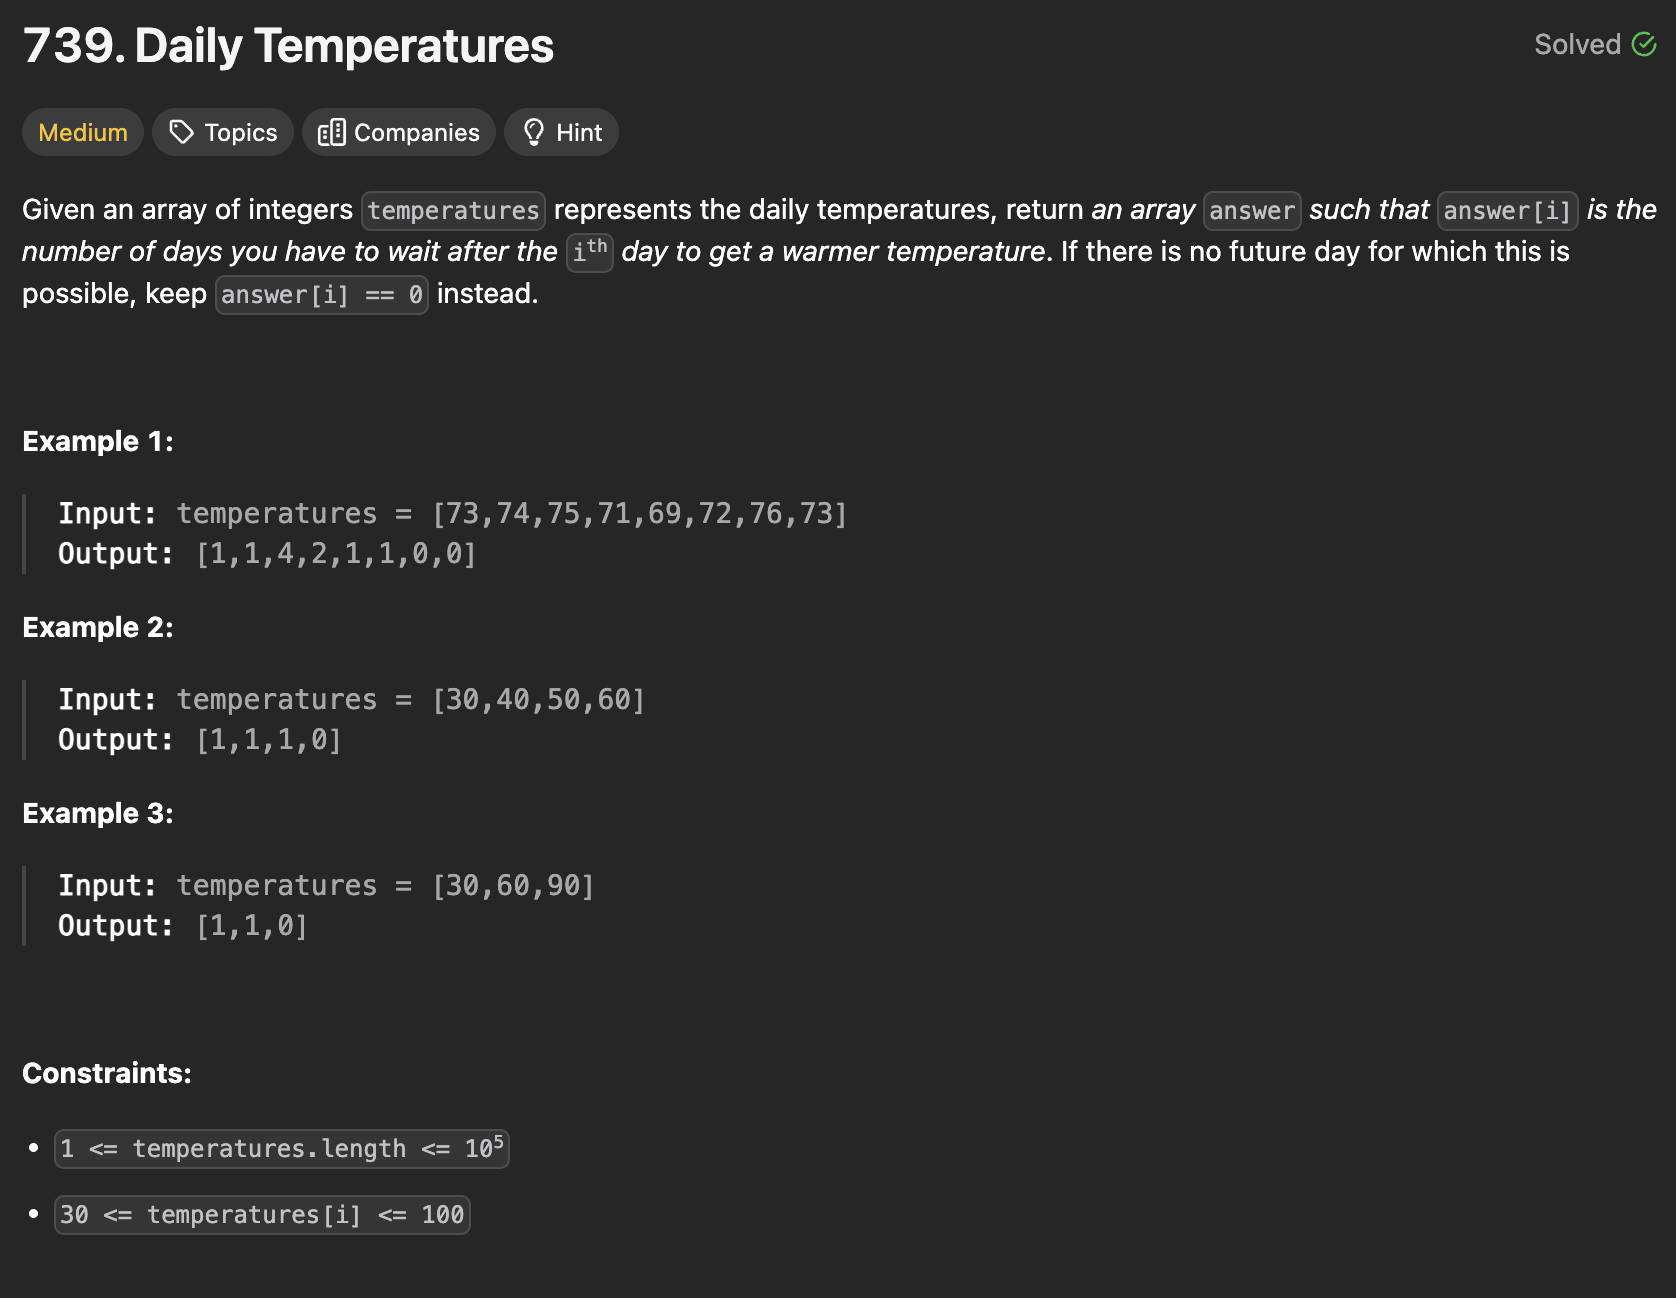 739. Daily Temperatures
Solved
Medium
Topics
Companies
Hint
Given an array of integers temperatures represents the daily temperatures, return an array answer such that answer[i] is the
number of days you have to wait after the ith day to get a warmer temperature. If there is no future day for which this is
possible, keep answer[i] == 0 instead.
Example 1:
Input: temperatures = [73,74,75,71,69,72,76,73]
Output: [1,1,4,2,1,1,0,0]
Example 2:
Input: temperatures = [30,40,50,60]
Output: [1,1,1,0]
Example 3:
Input: temperatures = [30,60,90]
Output: [1,1,0]
Constraints:
• 1 <= temperatures.length <= 10⁵
• 30 <= temperatures[i] <= 100